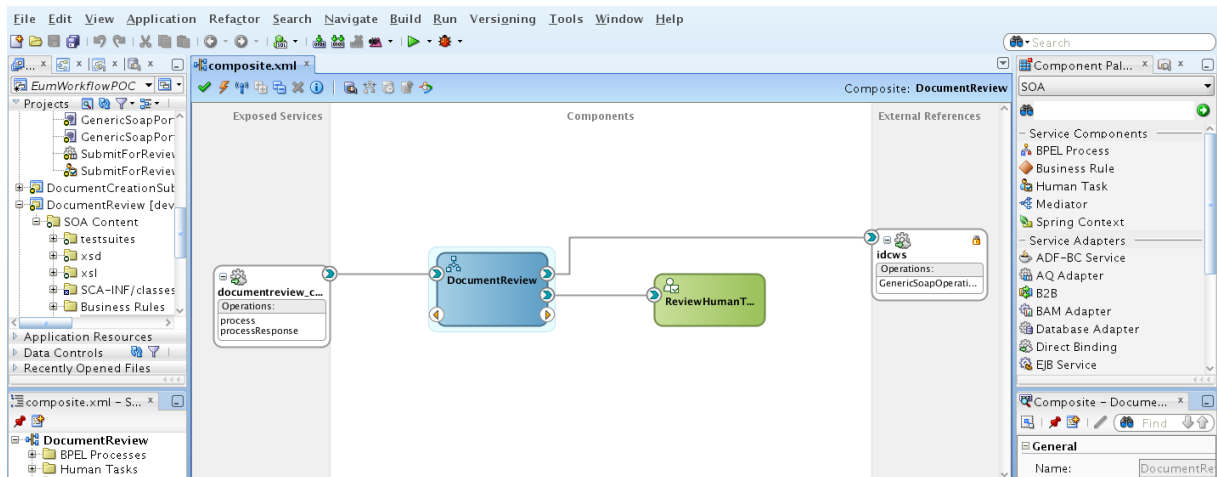 File Edit View Application Refactor Search Navigate Build Run Versioning Tools Window Help
Search
composite.xml
Component Pal...
EumWorkflowPOC
Composite: DocumentReview
SOA
Projects
GenericSoapPor
GenericSoapPor
SubmitForReview
SubmitForReview
DocumentCreationSub
DocumentReview [dev
SOA Content
testsuites
xsd
xsl
SCA-INF/classes
Business Rules
Application Resources
Data Controls
Recently Opened Files
composite.xml - S...
DocumentReview
BPEL Processes
Human Tasks
Exposed Services
Components
External References
documentreview_c...
Operations:
process
processResponse
DocumentReview
ReviewHumanT...
idcws
Operations:
GenericSoapOperati...
Service Components
BPEL Process
Business Rule
Human Task
Mediator
Spring Context
Service Adapters
ADF-BC Service
AQ Adapter
B2B
BAM Adapter
Database Adapter
Direct Binding
EJB Service
Composite - Docume...
Find
General
Name:
DocumentRe